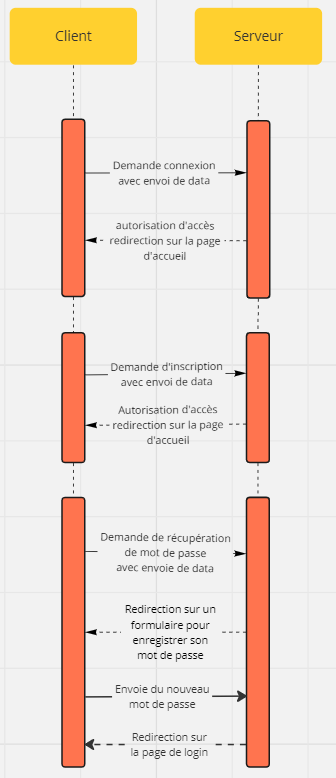 Client
Serveur
Demande connexion
avec envoi de data
autorisation d'accès
redirection sur la page
d'accueil
Demande d'inscription
avec envoi de data
Autorisation d'accès
redirection sur la page
d'accueil
Demande de récupération
de mot de passe
avec envoie de data
Redirection sur un
formulaire pour
enregistrer son
mot de passe
Envoie du nouveau
mot de passe
Redirection sur
la page de login